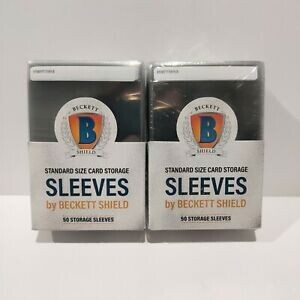 BECKETT
B
SHIELD
STANDARD SIZE CARD STORAGE
SLEEVES
by BECKETT SHIELD
50 STORAGE SLEEVES
BECKETT
B
SHIELD
STANDARD SIZE CARD STORAGE
SLEEVES
by BECKETT SHIELD
50 STORAGE SLEEVES